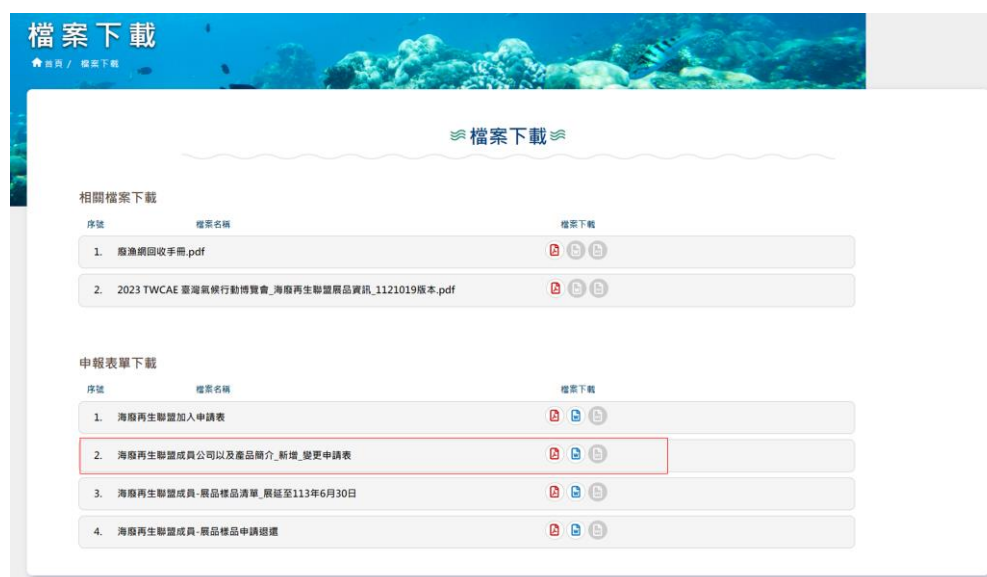 檔案下載
首頁 / 檔案下載
檔案下載
相關檔案下載
序號 檔案名稱 檔案下載
1. 廢漁網回收手冊.pdf
2. 2023 TWCAE 臺灣氣候行動博覽會_海廢再生聯盟展品資訊_1121019版本.pdf
申報表單下載
序號 檔案名稱 檔案下載
1. 海廢再生聯盟加入申請表
2. 海廢再生聯盟成員公司以及產品簡介_新增_變更申請表
3. 海廢再生聯盟成員-展品樣品清單_展延至113年6月30日
4. 海廢再生聯盟成員-展品樣品申請退還